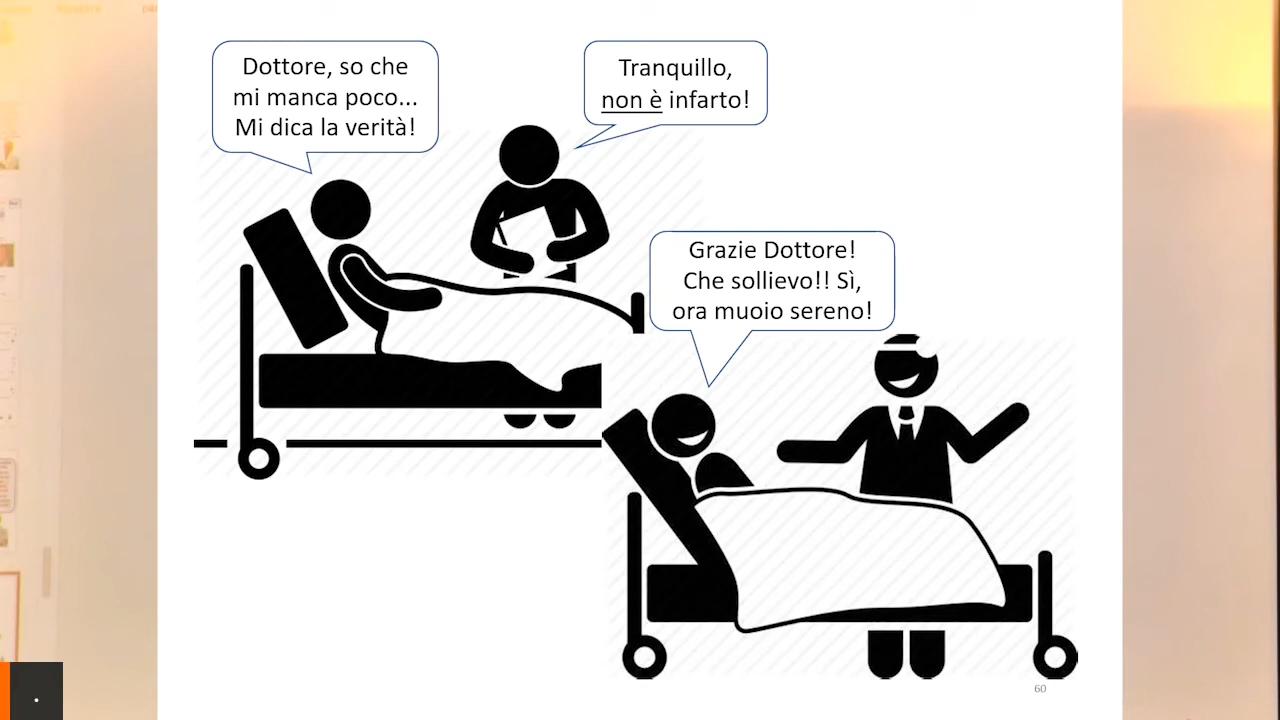 Dottore, so che
mi manca poco...
Mi dica la verità!
Tranquillo,
non è infarto!
Grazie Dottore!
Che sollievo!! Sì,
ora muoio sereno!
60